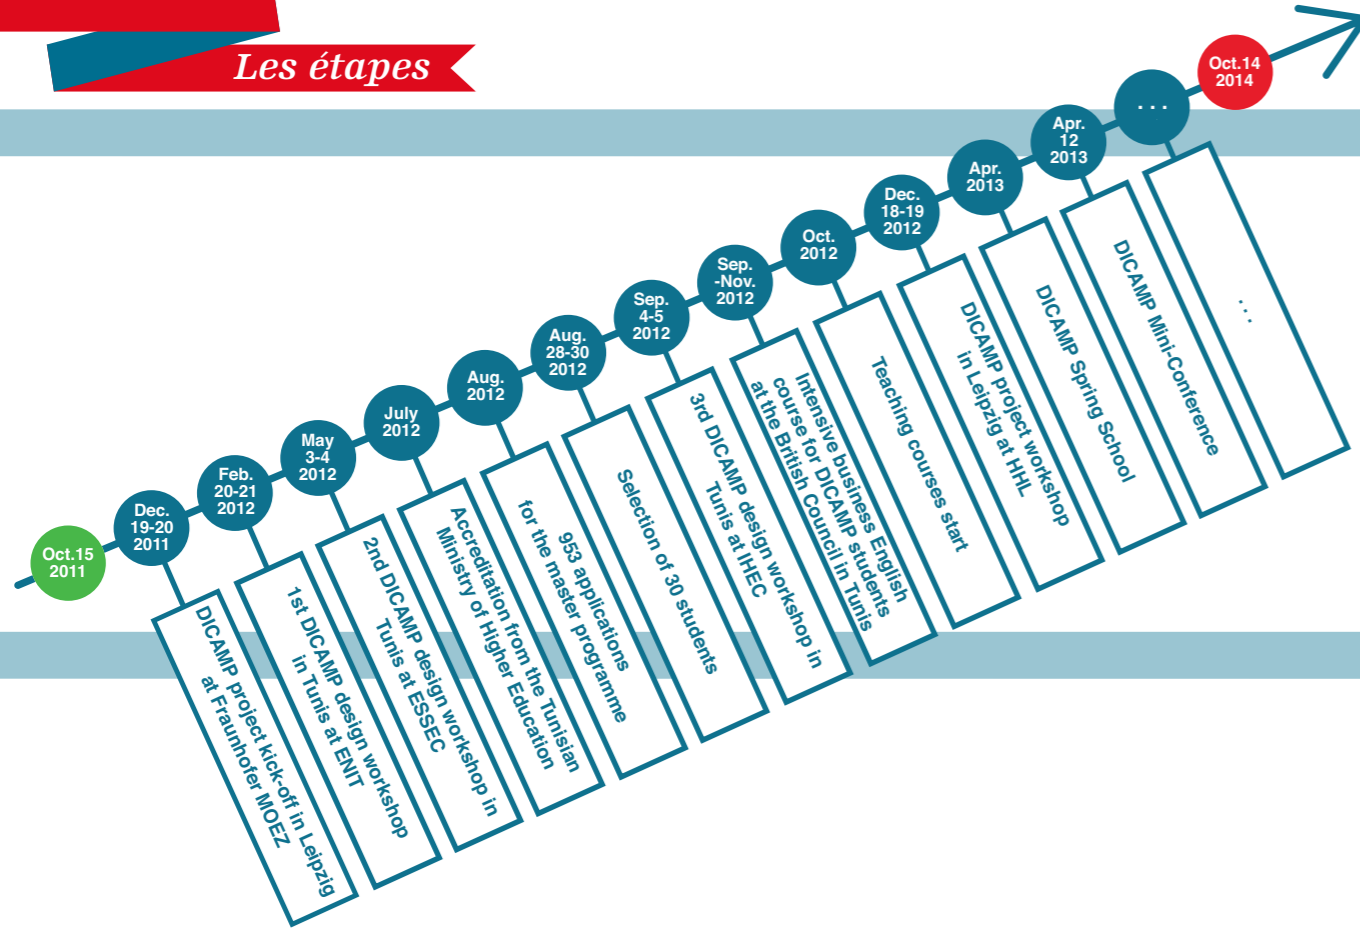 Les étapes
Oct.15
2011
Dec.
19-20
2011
DICAMP project kick-off in Leipzig
at Fraunhofer MOEZ
Feb.
20-21
2012
1st DICAMP design workshop
in Tunis at ENIT
May
3-4
2012
2nd DICAMP design workshop in
Tunis at ESSEC
July
2012
Accreditation from the Tunisian
Ministry of Higher Education
Aug.
2012
953 applications
for the master programme
Aug.
28-30
2012
Selection of 30 students
Sep.
4-5
2012
3rd DICAMP design workshop in
Tunis at IHEC
Sep.
-Nov.
2012
Intensive business English
course for DICAMP students
at the British Council in Tunis
Oct.
2012
Teaching courses start
Dec.
18-19
2012
DICAMP project workshop
in Leipzig at HHL
Apr.
2013
DICAMP Spring School
Apr.
12
2013
DICAMP Mini-Conference
. . .
. . .
Oct.14
2014